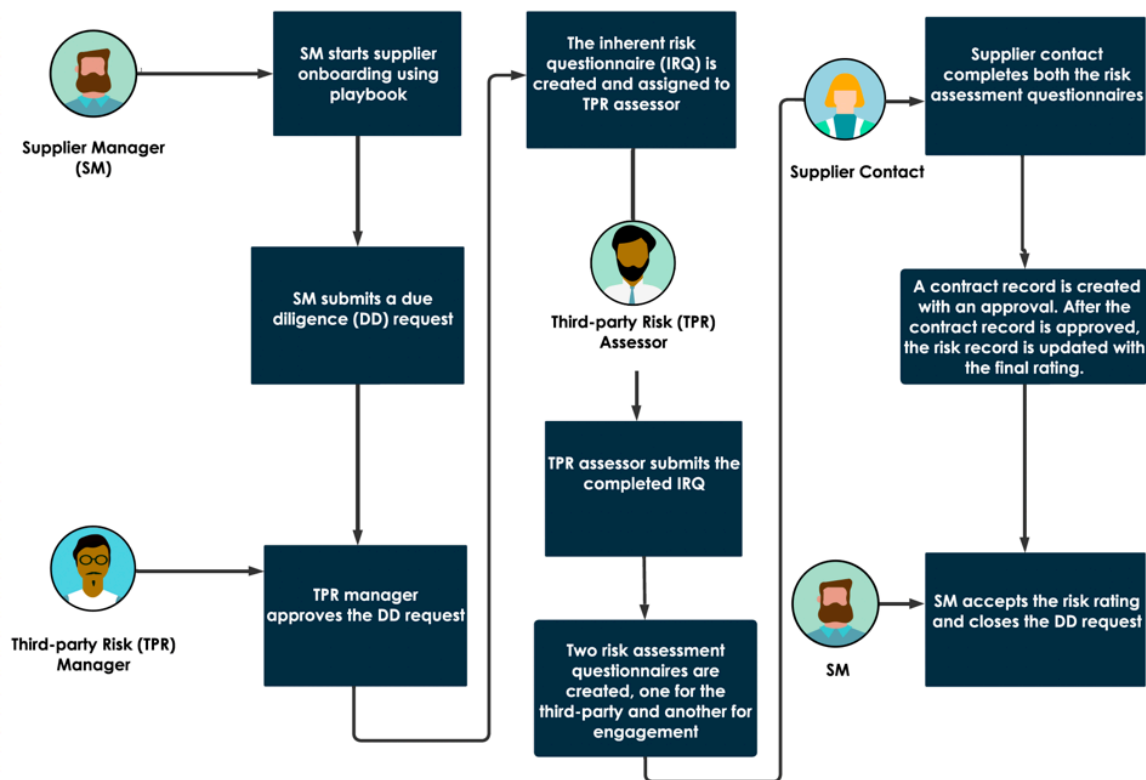 SM starts supplier
onboarding using
playbook
Supplier Manager
(SM)
SM submits a due
diligence (DD) request
TPR manager
approves the DD request
Third-party Risk (TPR)
Manager
The inherent risk
questionnaire (IRQ) is
created and assigned to
TPR assessor
Third-party Risk (TPR)
Assessor
TPR assessor submits the
completed IRQ
Two risk assessment
questionnaires are
created, one for the
third-party and another for
engagement
Supplier contact
completes both the risk
assessment questionnaires
Supplier Contact
A contract record is created
with an approval. After the
contract record is approved,
the risk record is updated with
the final rating.
SM accepts the risk rating
and closes the DD request
SM